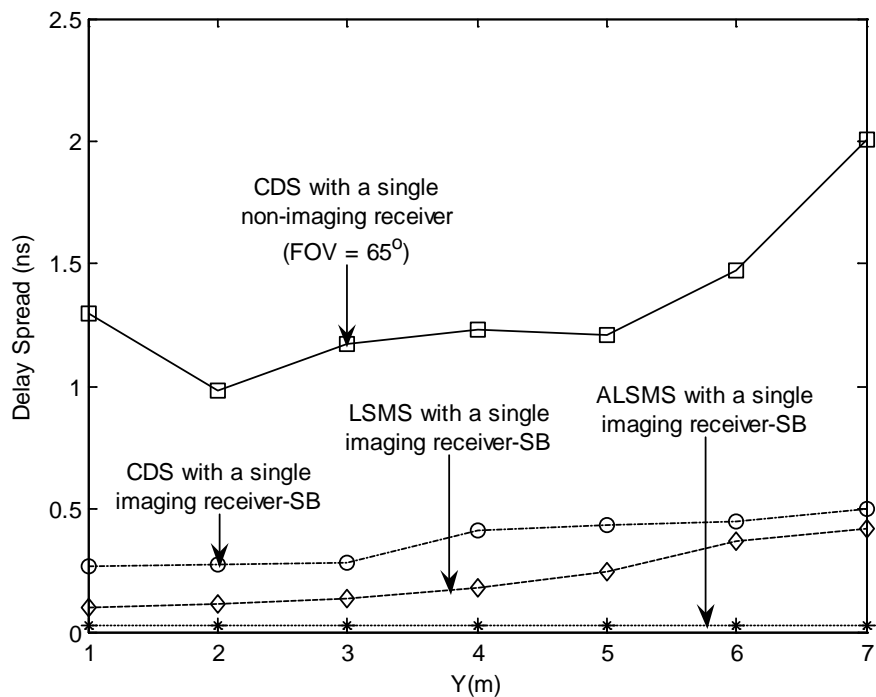 2.5
2
1.5
1
0.5
0
Delay Spread (ns)
CDS with a single
non-imaging receiver
(FOV = 65o)
LSMS with a single
imaging receiver-SB
ALSMS with a single
imaging receiver-SB
CDS with a single
imaging receiver-SB
1 2 3 4 5 6 7
Y(m)